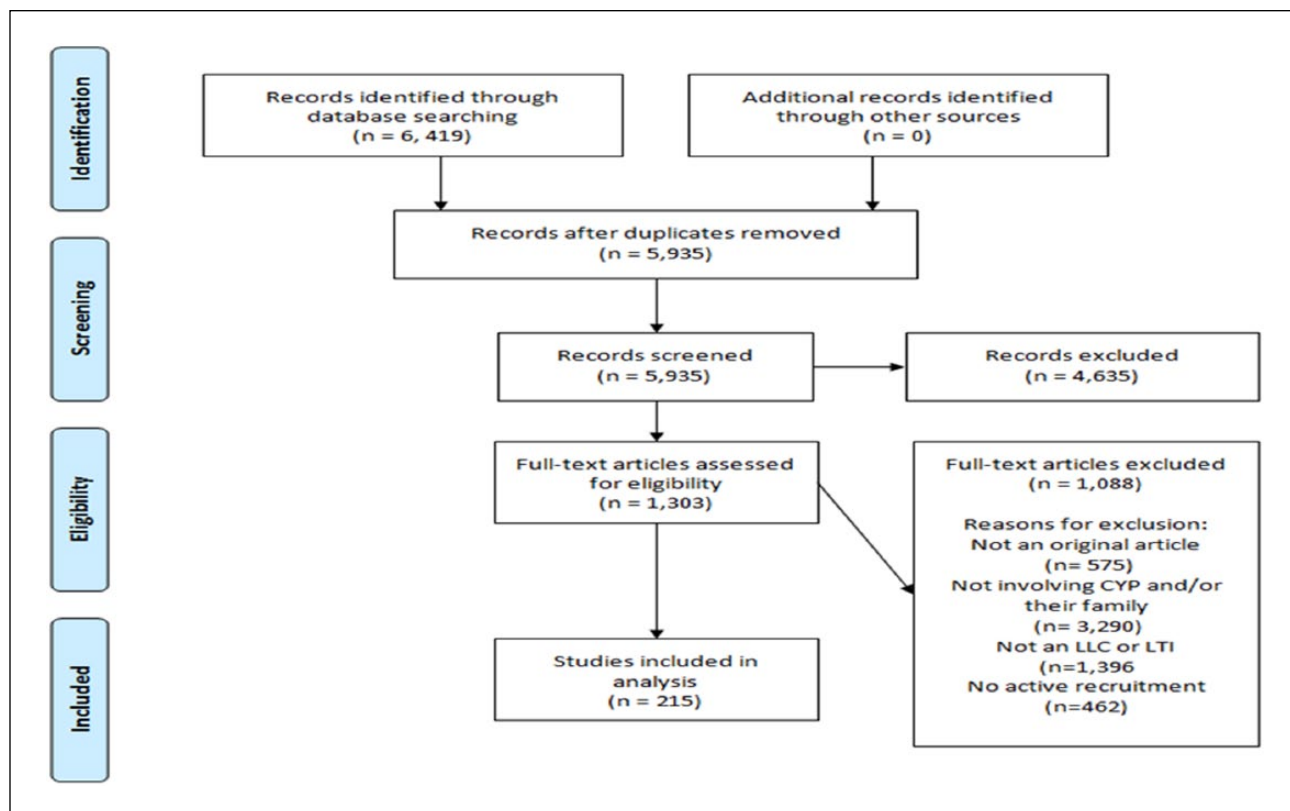 Identification
Records identified through
database searching
(n = 6, 419)
Additional records identified
through other sources
(n = 0)
Records after duplicates removed
(n = 5,935)
Screening
Records screened
(n = 5,935)
Records excluded
(n = 4,635)
Eligibility
Full-text articles assessed
for eligibility
(n = 1,303)
Full-text articles excluded
(n = 1,088)
Reasons for exclusion:
Not an original article
(n= 575)
Not involving CYP and/or
their family
(n= 3,290)
Not an LLC or LTI
(n=1,396
No active recruitment
(n=462)
Included
Studies included in
analysis
(n = 215)